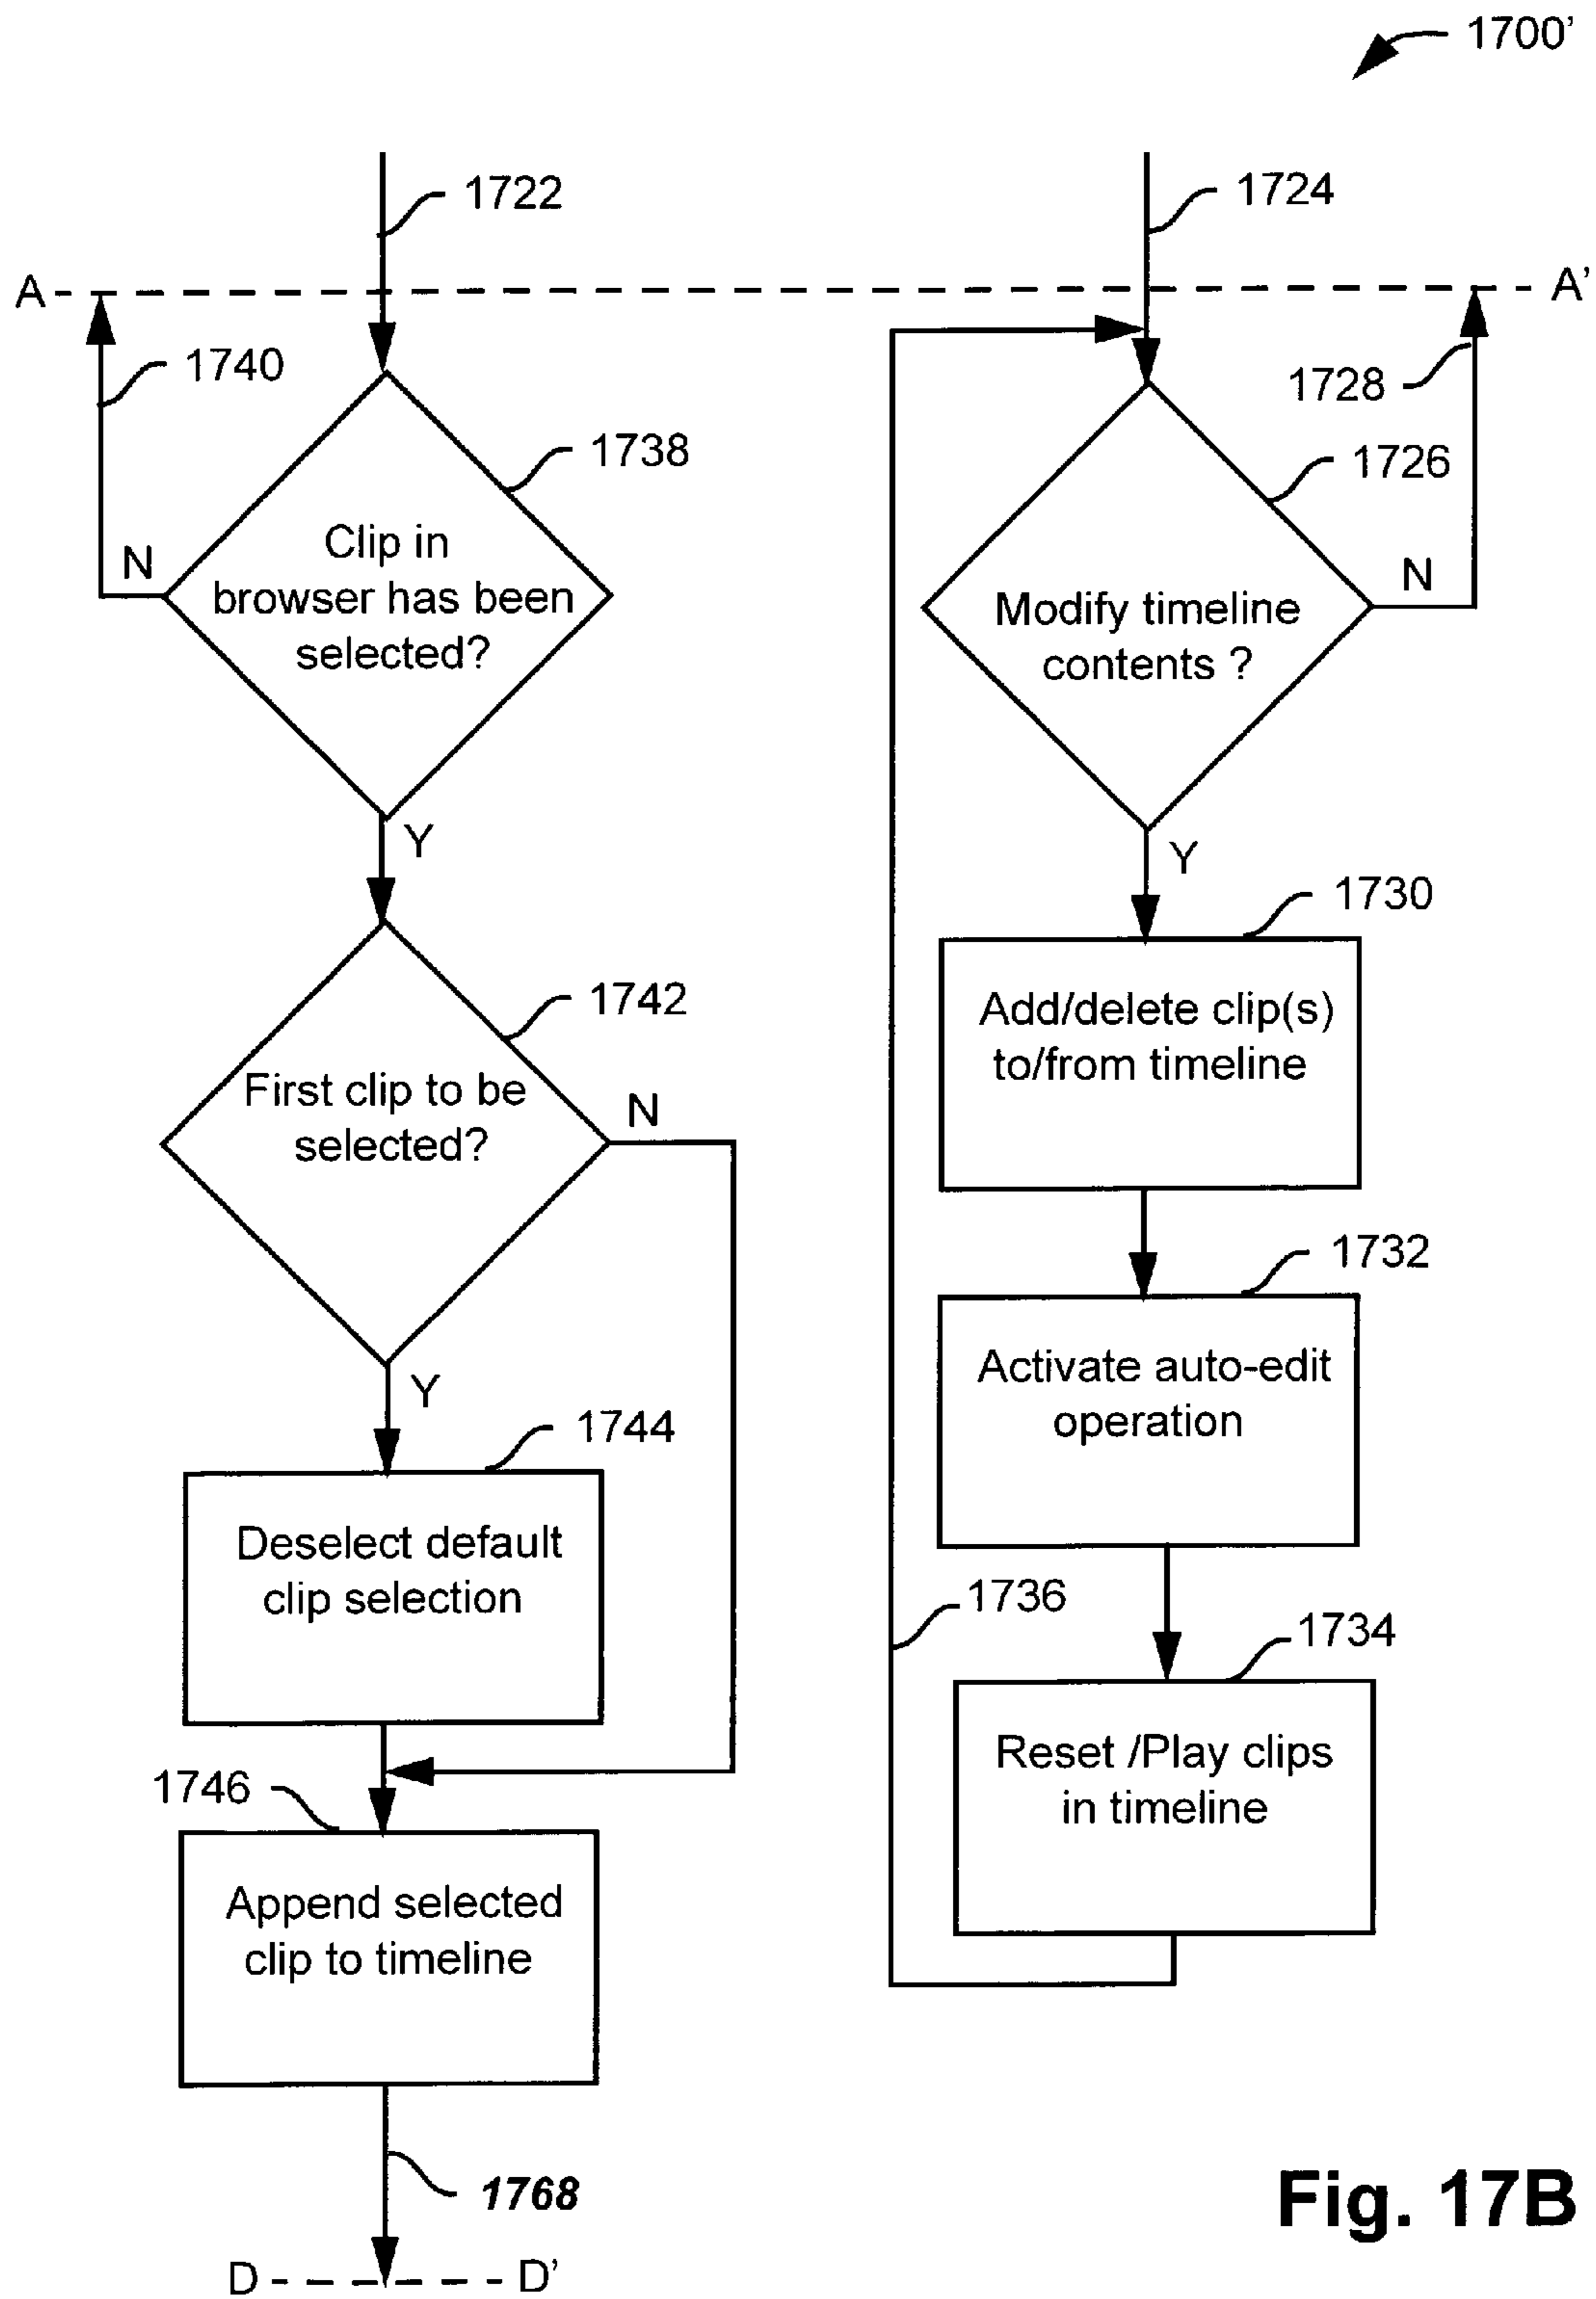 1700’
1722
1724
A
A’
1740
1728
1738
1726
N
Clip in
browser has been
selected?
N
Modify timeline
contents ?
Y
Y
1730
1742
Add/delete clip(s)
to/from timeline
First clip to be
selected?
N
1732
Activate auto-edit
operation
Y
1744
Deselect default
clip selection
1736
1734
Reset /Play clips
in timeline
1746
Append selected
clip to timeline
1768
Fig. 17B
D
D’